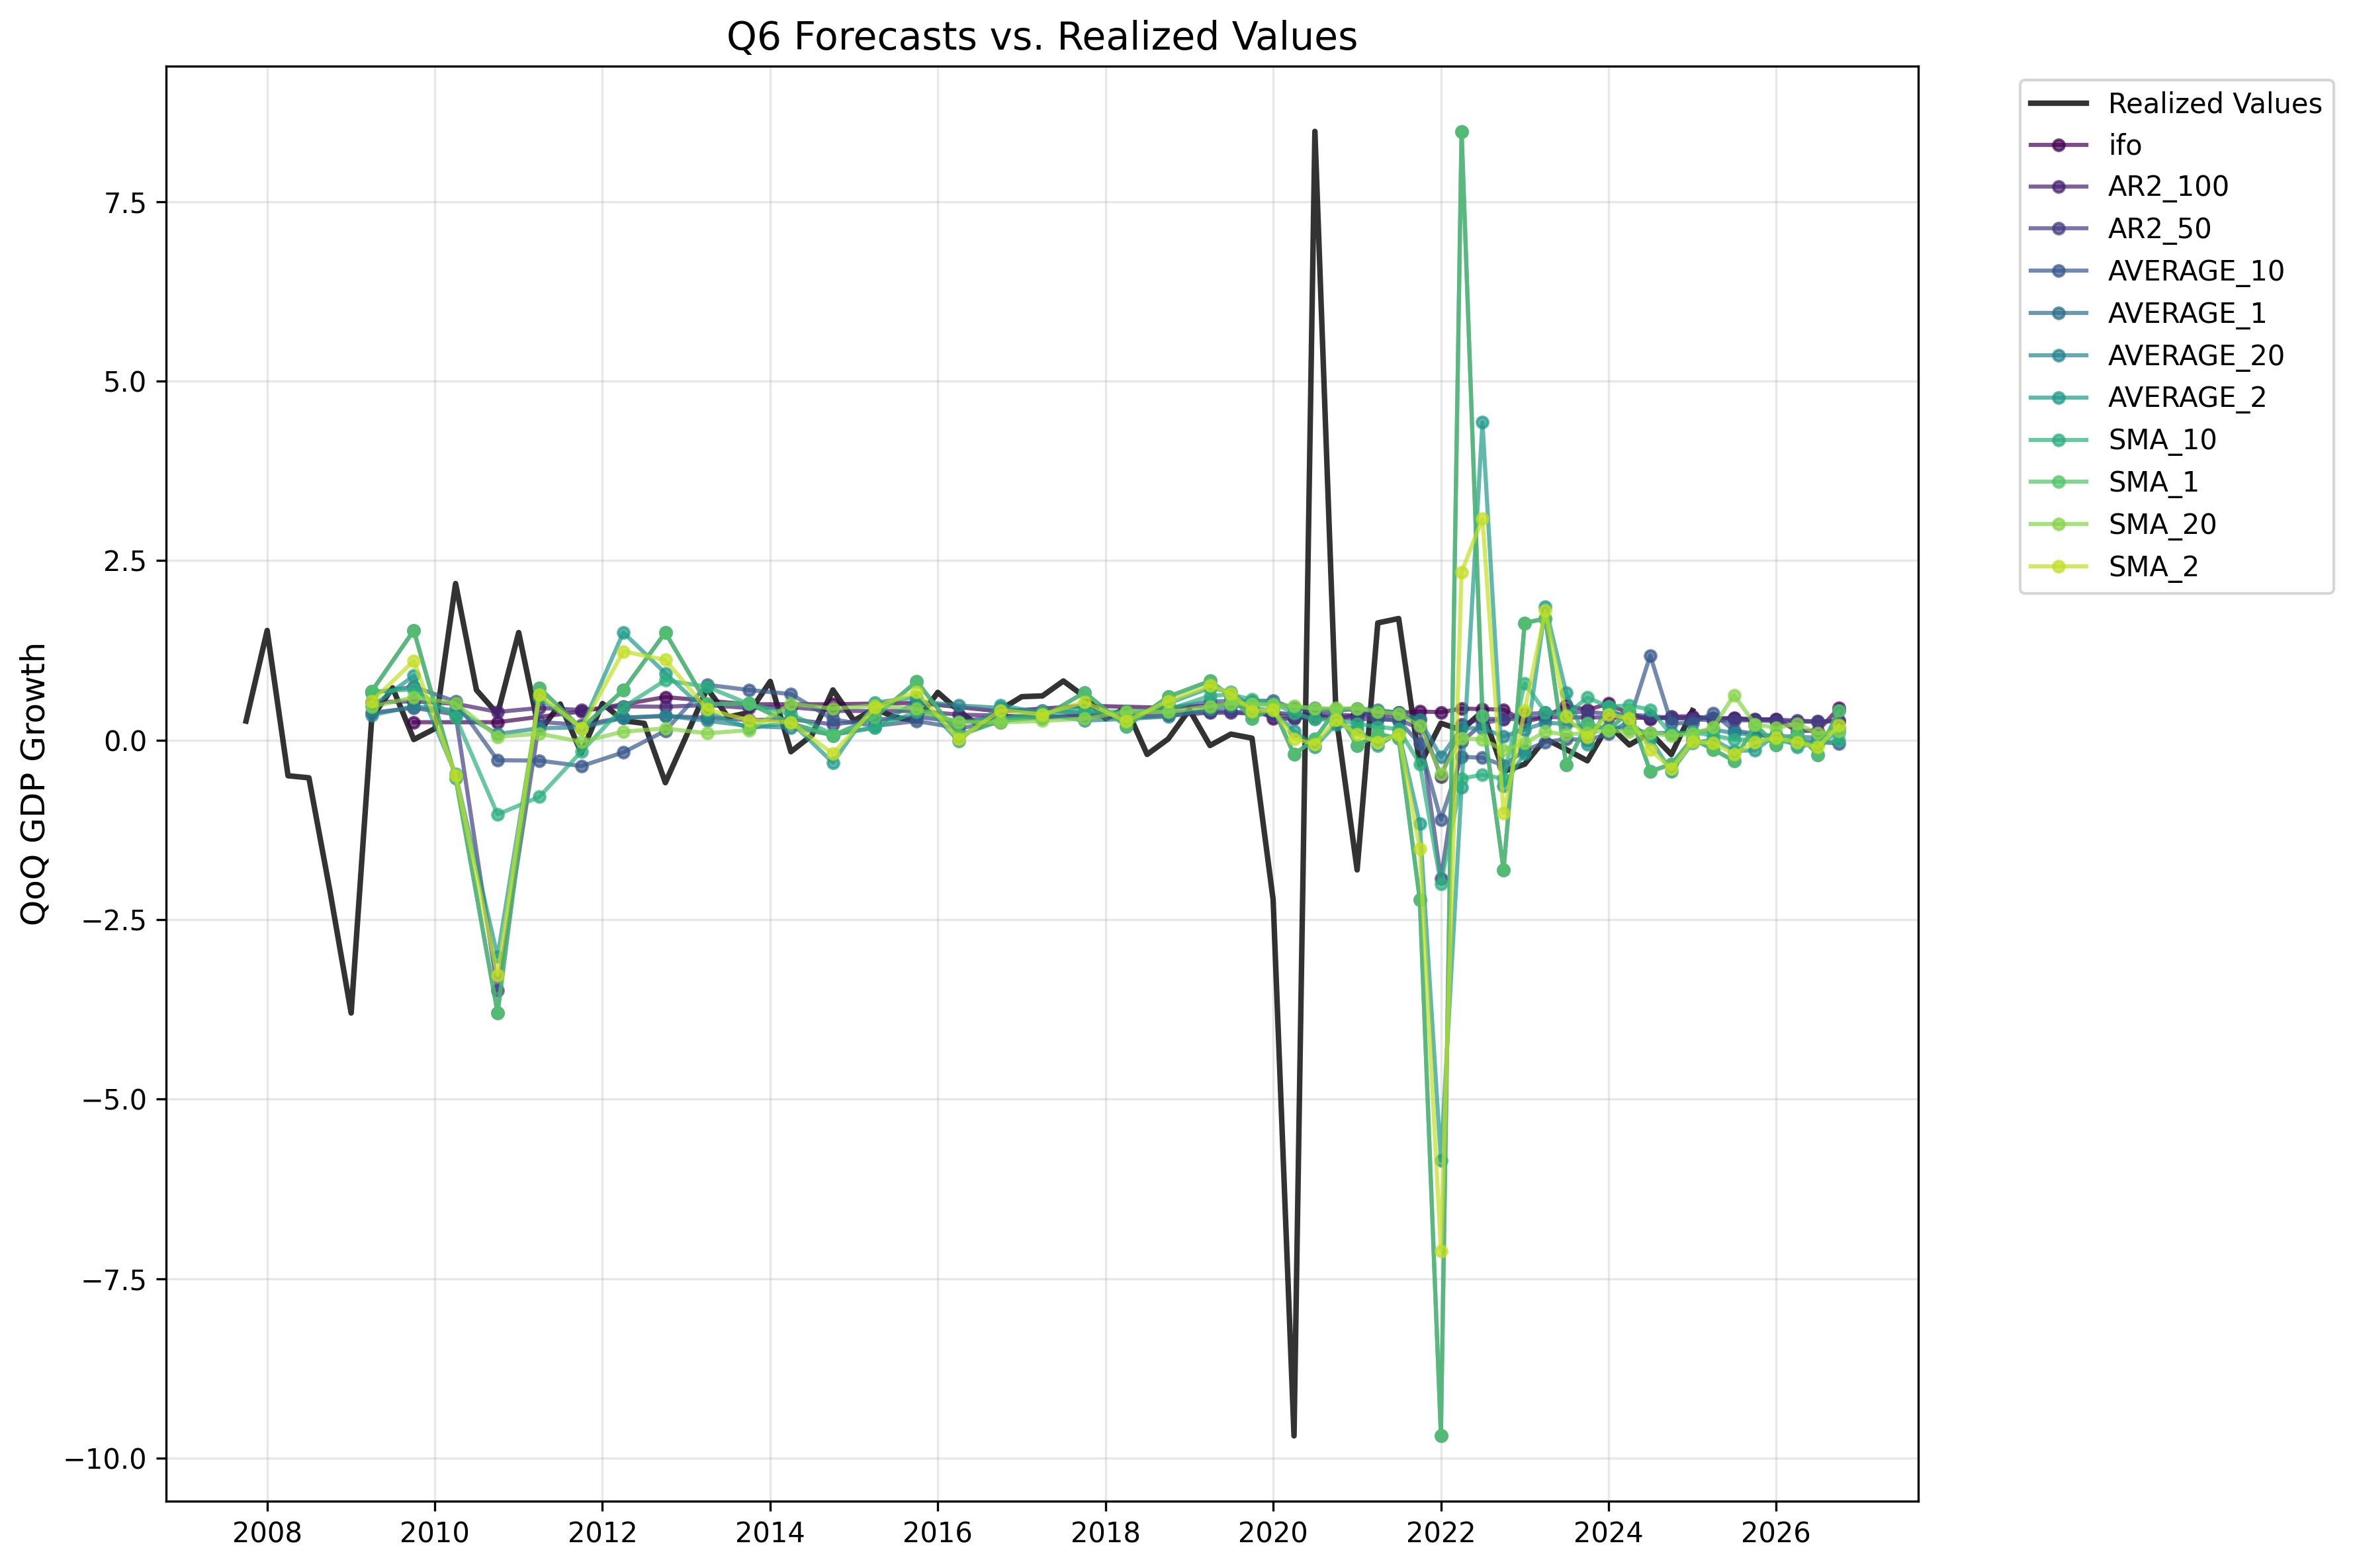 Q6 Forecasts vs. Realized Values
QoQ GDP Growth
7.5
5.0
2.5
0.0
−2.5
−5.0
−7.5
−10.0
2008
2010
2012
2014
2016
2018
2020
2022
2024
2026
Realized Values
ifo
AR2_100
AR2_50
AVERAGE_10
AVERAGE_1
AVERAGE_20
AVERAGE_2
SMA_10
SMA_1
SMA_20
SMA_2